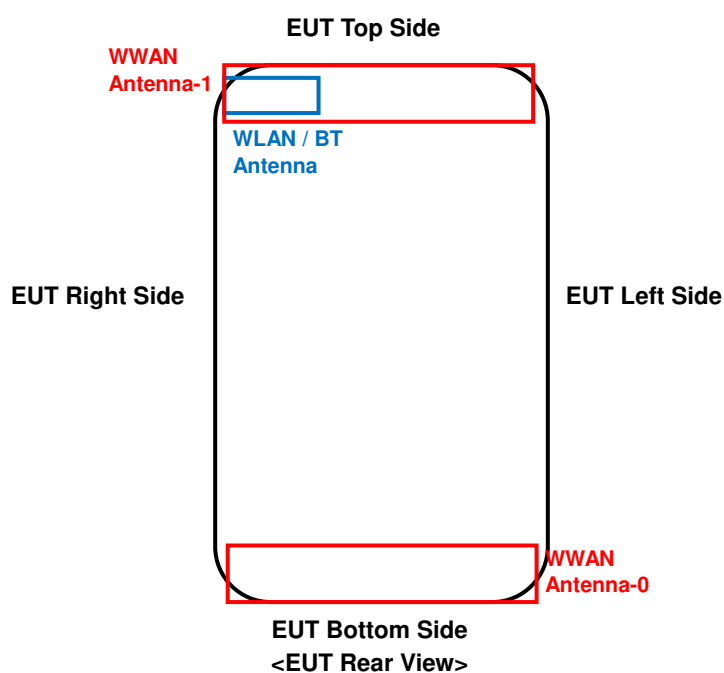 EUT Top Side
WWAN
Antenna-1
WLAN / BT
Antenna
EUT Right Side
EUT Left Side
WWAN
Antenna-0
EUT Bottom Side
<EUT Rear View>